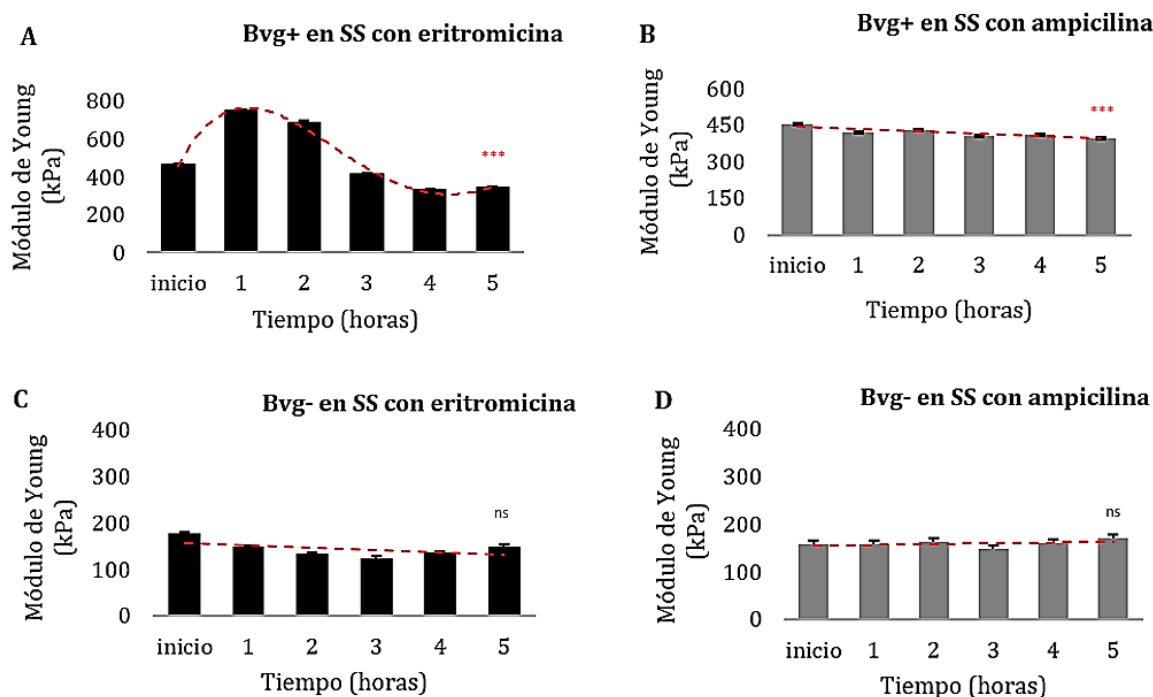 A
Bvg+ en SS con eritromicina
Módulo de Young
(kPa)
800
600
400
200
0
***
inicio 1 2 3 4 5
Tiempo (horas)
B
Bvg+ en SS con ampicilina
Módulo de Young
(kPa)
600
450
300
150
0
***
inicio 1 2 3 4 5
Tiempo (horas)
C
Bvg- en SS con eritromicina
Módulo de Young
(kPa)
400
300
200
100
0
ns
inicio 1 2 3 4 5
Tiempo (horas)
D
Bvg- en SS con ampicilina
Módulo de Young
(kPa)
400
300
200
100
0
ns
inicio 1 2 3 4 5
Tiempo (horas)